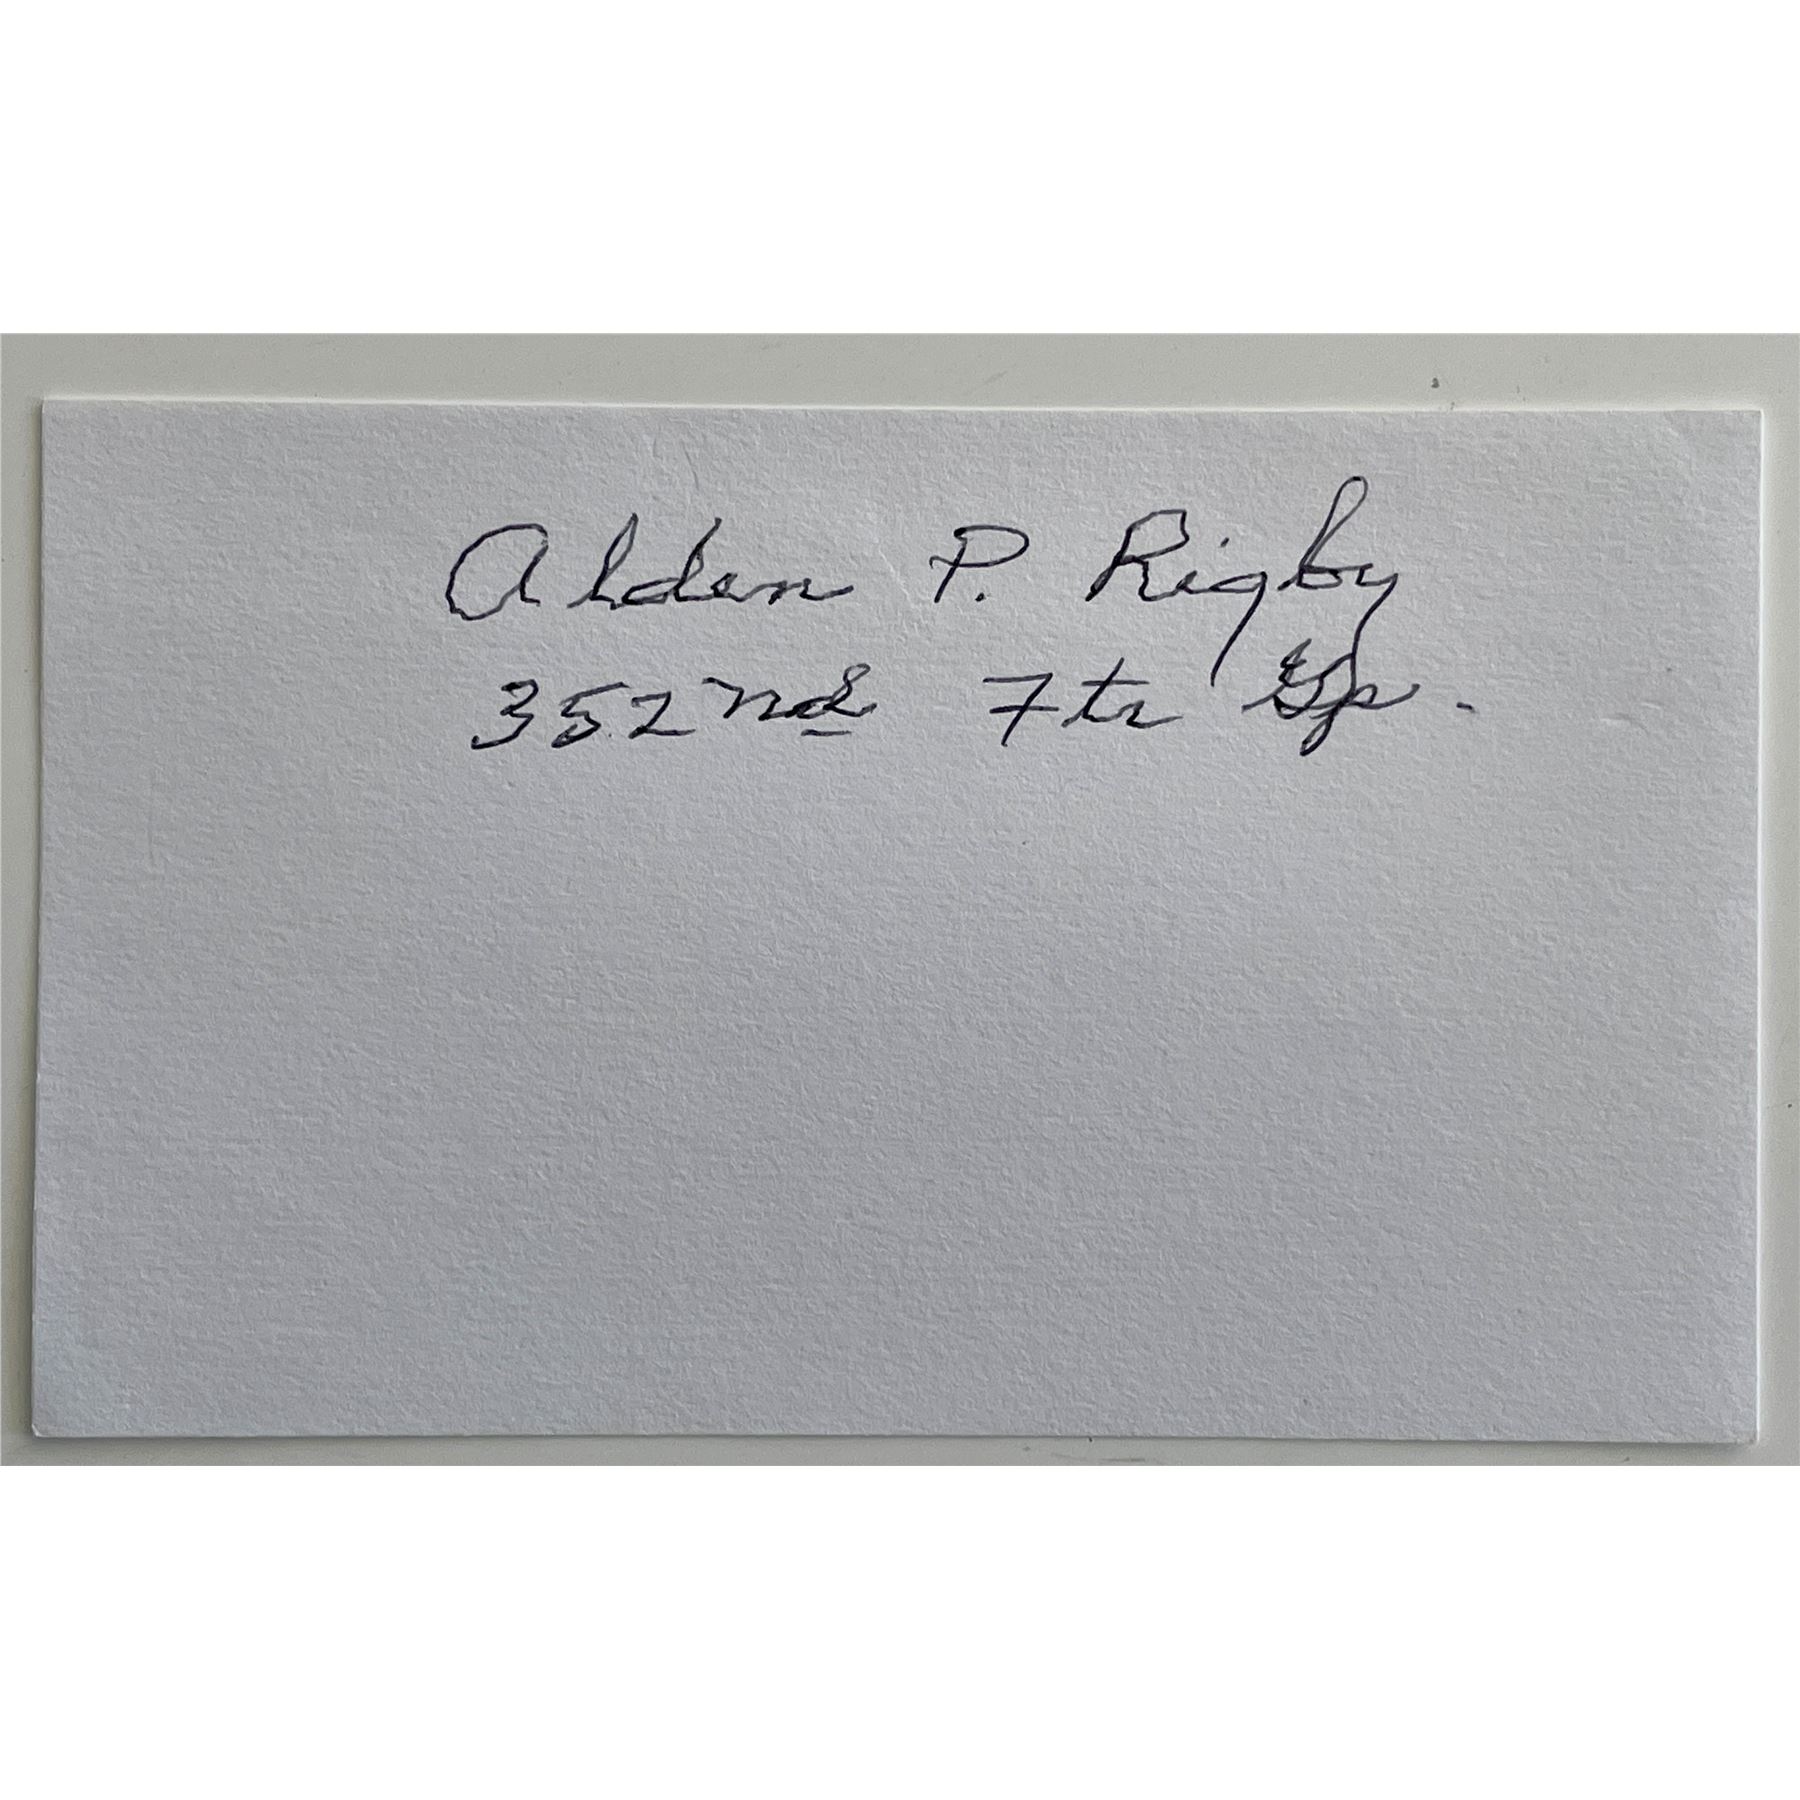 Alden P. Rigby
352nd Ftr Gp.